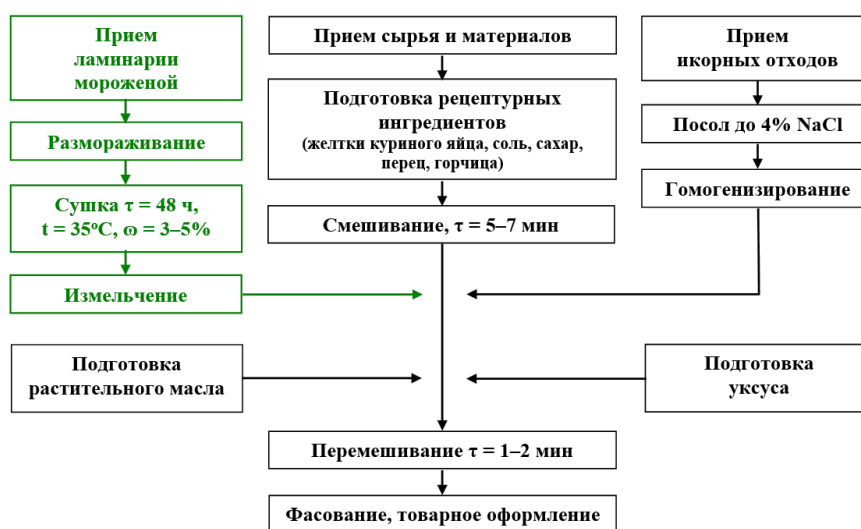 Прием
ламинарии
мороженой
Размораживание
Сушка τ = 48 ч,
t = 35°С, ω = 3–5%
Измельчение
Прием сырья и материалов
Подготовка рецептурных
ингредиентов
(желтки куриного яйца, соль, сахар,
перец, горчица)
Смешивание, τ = 5–7 мин
Прием
икорных отходов
Посол до 4% NaCl
Гомогенизирование
Подготовка
растительного масла
Подготовка
уксуса
Перемешивание τ = 1–2 мин
Фасование, товарное оформление